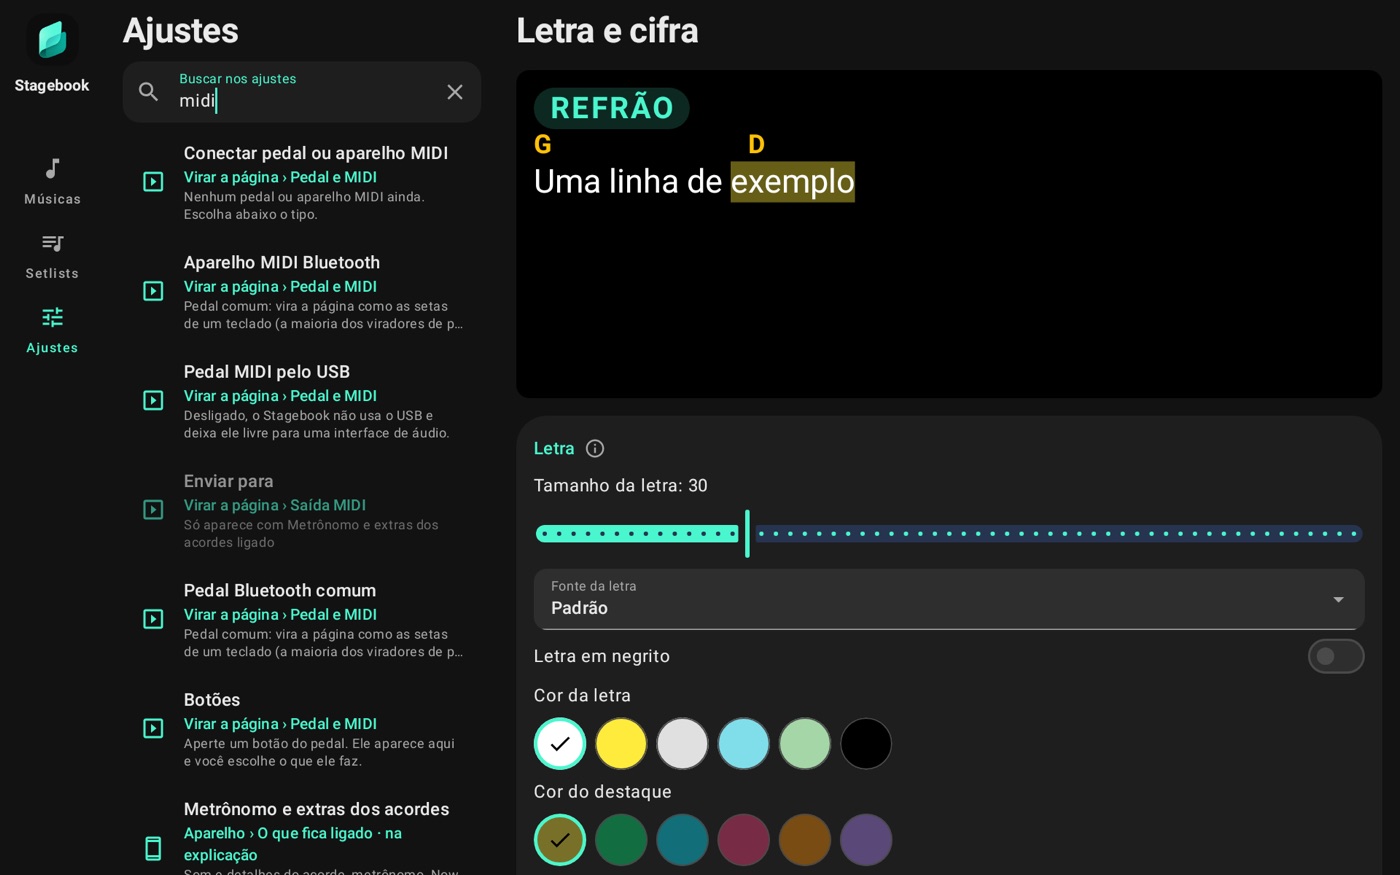 Stagebook
Músicas
Setlists
Ajustes
Ajustes
Buscar nos ajustes
midi
Conectar pedal ou aparelho MIDI
Virar a página › Pedal e MIDI
Nenhum pedal ou aparelho MIDI ainda.
Escolha abaixo o tipo.
Aparelho MIDI Bluetooth
Virar a página › Pedal e MIDI
Pedal comum: vira a página como as setas
de um teclado (a maioria dos viradores de p…
Pedal MIDI pelo USB
Virar a página › Pedal e MIDI
Desligado, o Stagebook não usa o USB e
deixa ele livre para uma interface de áudio.
Enviar para
Virar a página › Saída MIDI
Só aparece com Metrônomo e extras dos
acordes ligado
Pedal Bluetooth comum
Virar a página › Pedal e MIDI
Pedal comum: vira a página como as setas
de um teclado (a maioria dos viradores de p…
Botões
Virar a página › Pedal e MIDI
Aperte um botão do pedal. Ele aparece aqui
e você escolhe o que ele faz.
Metrônomo e extras dos acordes
Aparelho › O que fica ligado · na
explicação
Som e detalhes do acorde, metrônomo, New
Letra e cifra
REFRÃO
G D
Uma linha de exemplo
Letra
Tamanho da letra: 30
Fonte da letra
Padrão
Letra em negrito
Cor da letra
Cor do destaque